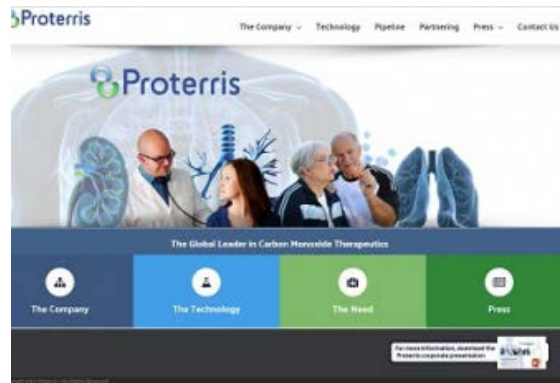 Proterris
The Company Technology Pipeline Partnering Press Contact Us
Proterris
The Global Leader in Carbon Monoxide Therapeutics
The Company The Technology The Need Press
For more information, download the
Proterris corporate presentation